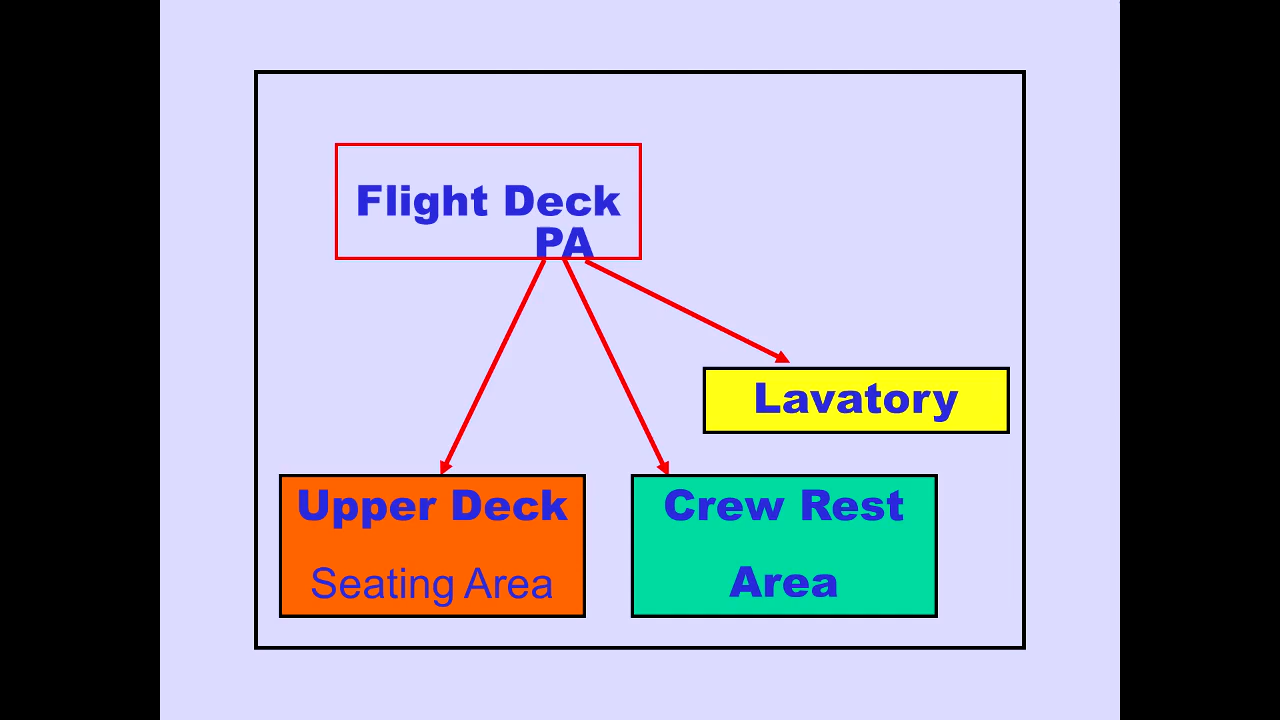 Flight Deck
PA
Lavatory
Upper Deck
Seating Area
Crew Rest
Area